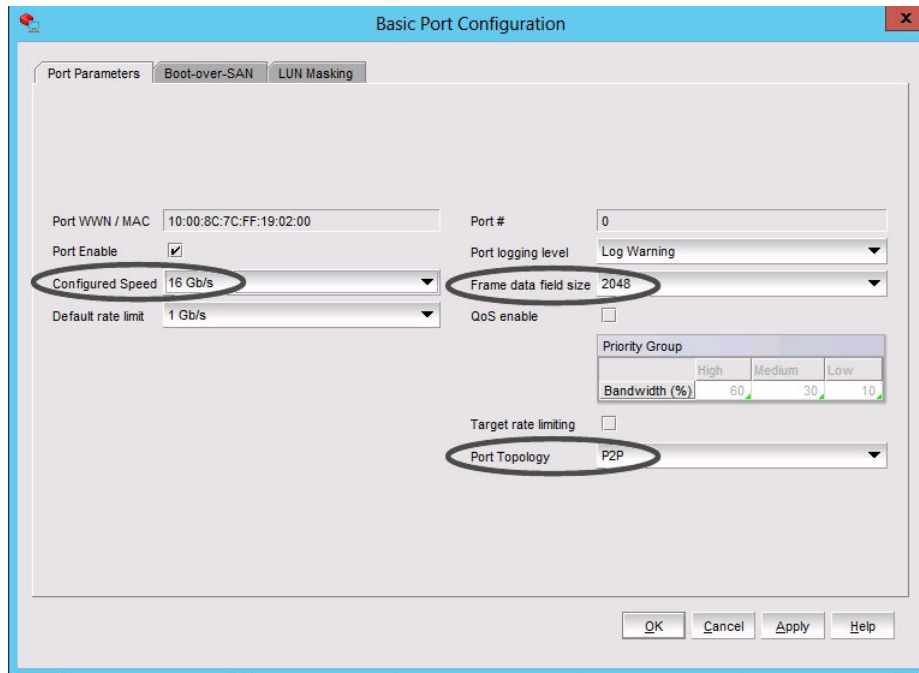 Basic Port Configuration
x
Port Parameters Boot-over-SAN LUN Masking
Port WWN / MAC 10:00:8C:7C:FF:19:02:00 Port # 0
Port Enable Port logging level Log Warning
Configured Speed 16 Gb/s Frame data field size 2048
Default rate limit 1 Gb/s QoS enable
Priority Group
High Medium Low
Bandwidth (%) 60 30 10
Target rate limiting
Port Topology P2P
OK Cancel Apply Help